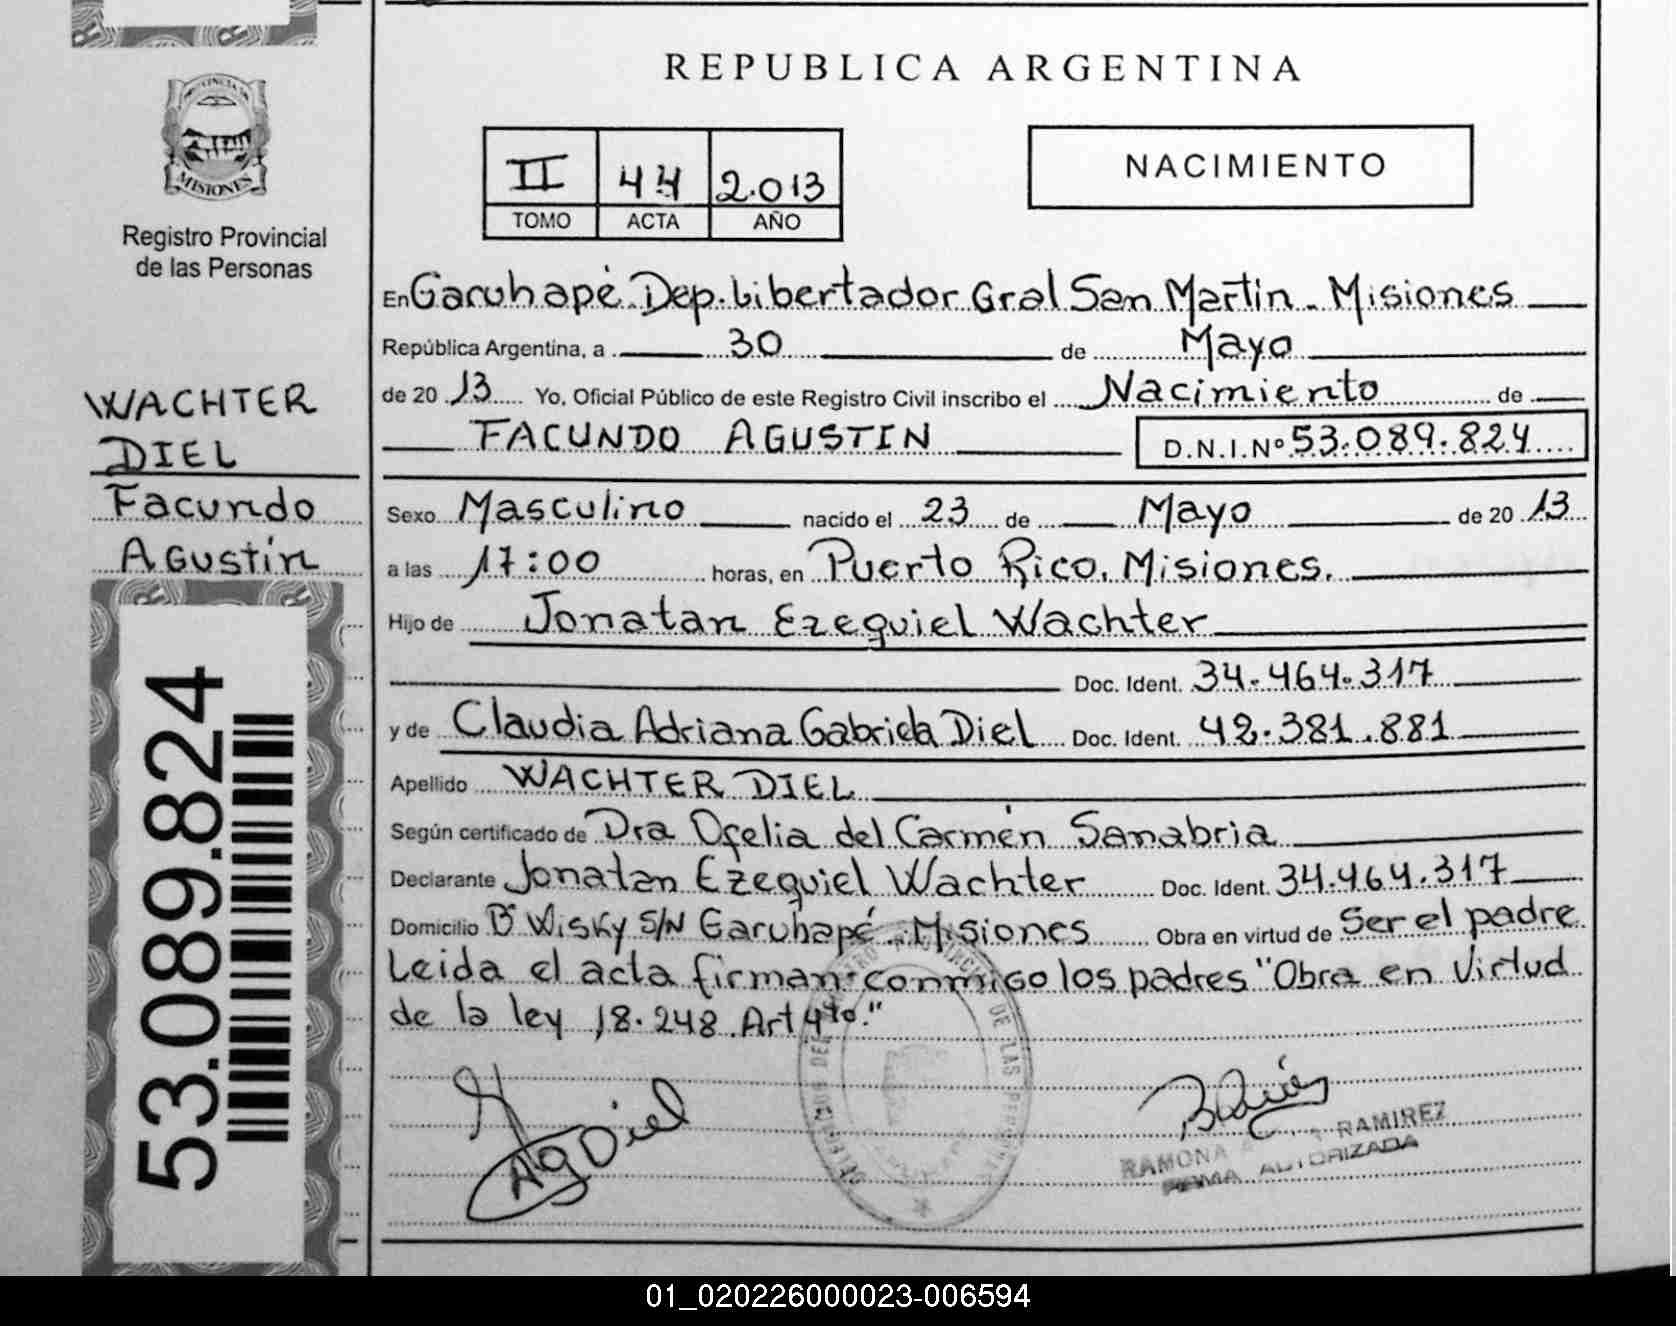 REPUBLICA ARGENTINA
MISIONES
Registro Provincial
de las Personas
II 44 2.013
TOMO ACTA AÑO
NACIMIENTO
En Garuhapé Dep. Libertador Gral San Martin - Misiones
República Argentina, a 30 de Mayo
de 20 13 Yo, Oficial Público de este Registro Civil inscribo el Nacimiento de
FACUNDO AGUSTIN D.N.I.Nº 53.089.824
WACHTER
DIEL
Facundo
Agustín
53.089.824
Sexo Masculino nacido el 23 de Mayo de 20 13
a las 17:00 horas, en Puerto Rico. Misiones.
Hijo de Jonatan Ezequiel Wachter
Doc. Ident. 34.464.317
y de Claudia Adriana Gabriela Diel Doc. Ident. 42.381.881
Apellido WACHTER DIEL
Según certificado de Dra Ofelia del Carmen Sanabria
Declarante Jonatan Ezequiel Wachter Doc. Ident. 34.464.317
Domicilio Bº Wisky S/N Garuhapé - Misiones Obra en virtud de Ser el padre
Leida el acta firman conmigo los padres "Obra en Virtud
de la ley 18.248 Art 4to."
AgDiel
RAMONA RAMIREZ
FIRMA AUTORIZADA
01_020226000023-006594